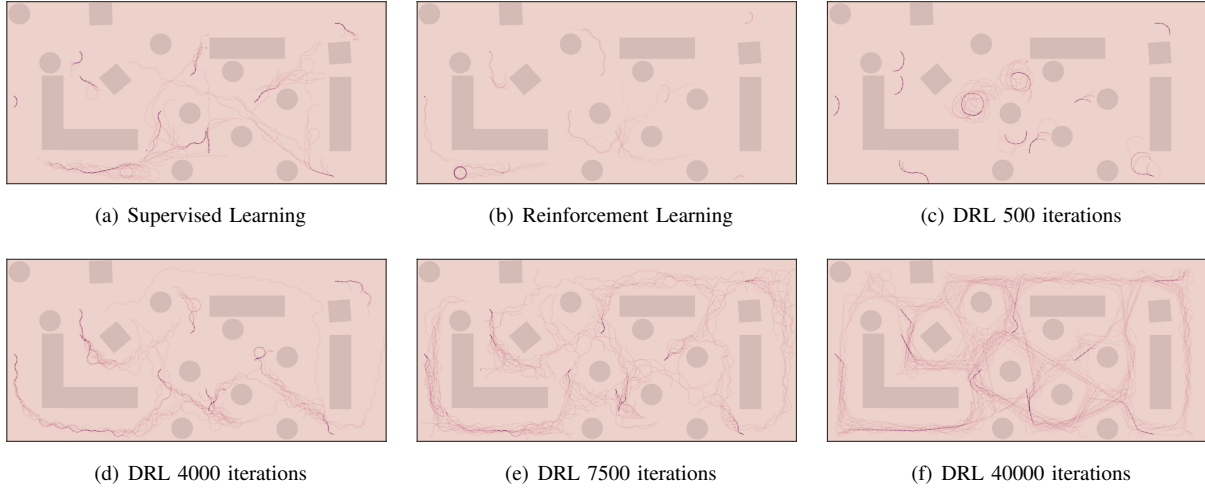 (a) Supervised Learning
(b) Reinforcement Learning
(c) DRL 500 iterations
(d) DRL 4000 iterations
(e) DRL 7500 iterations
(f) DRL 40000 iterations